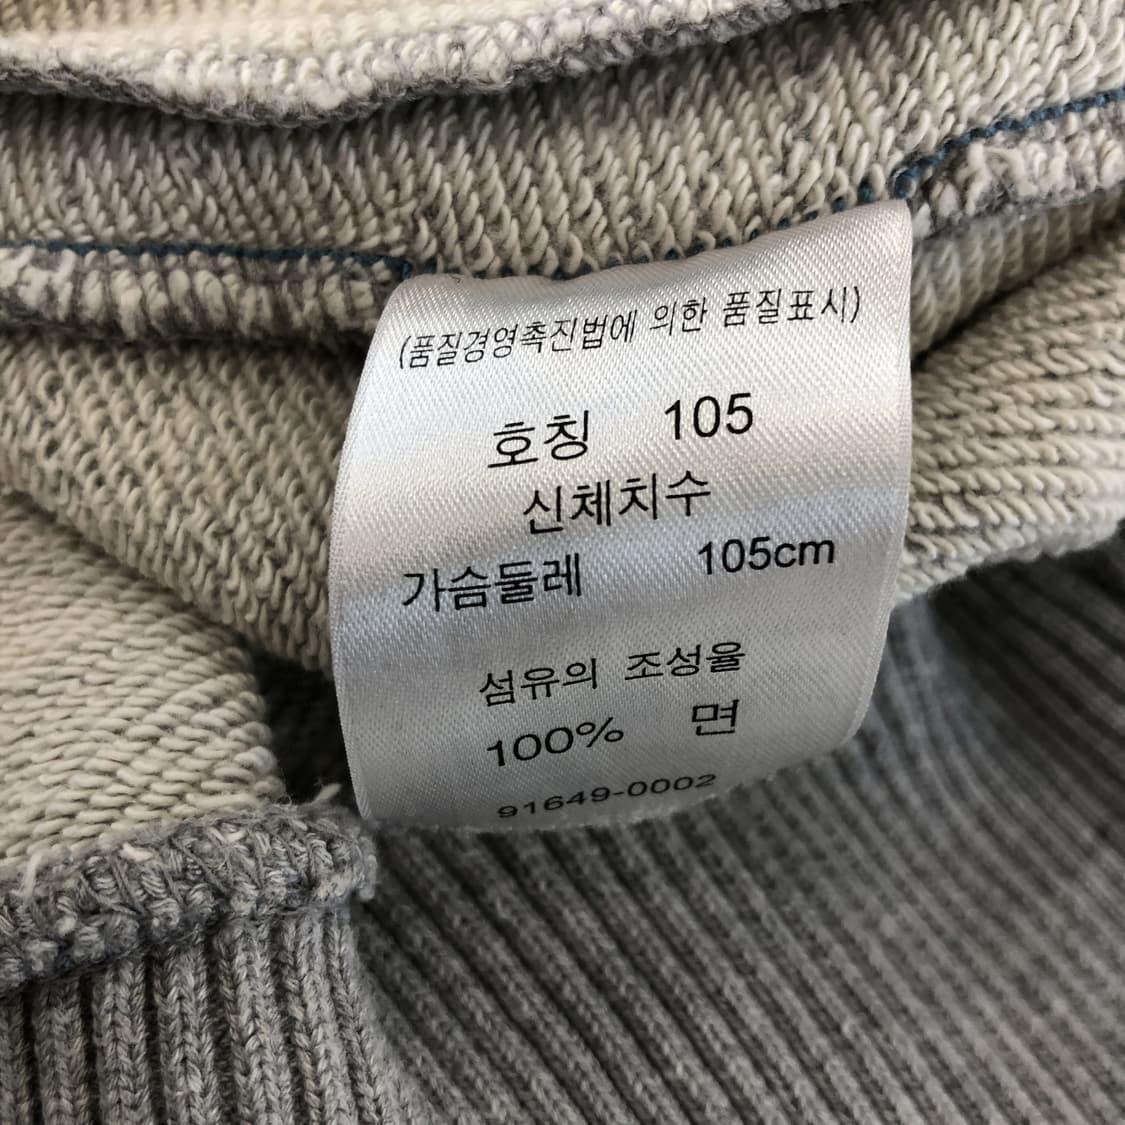 (품질경영촉진법에 의한 품질표시)
호칭 105
신체치수
가슴둘레 105cm
섬유의 조성율
100% 면
91649-0002